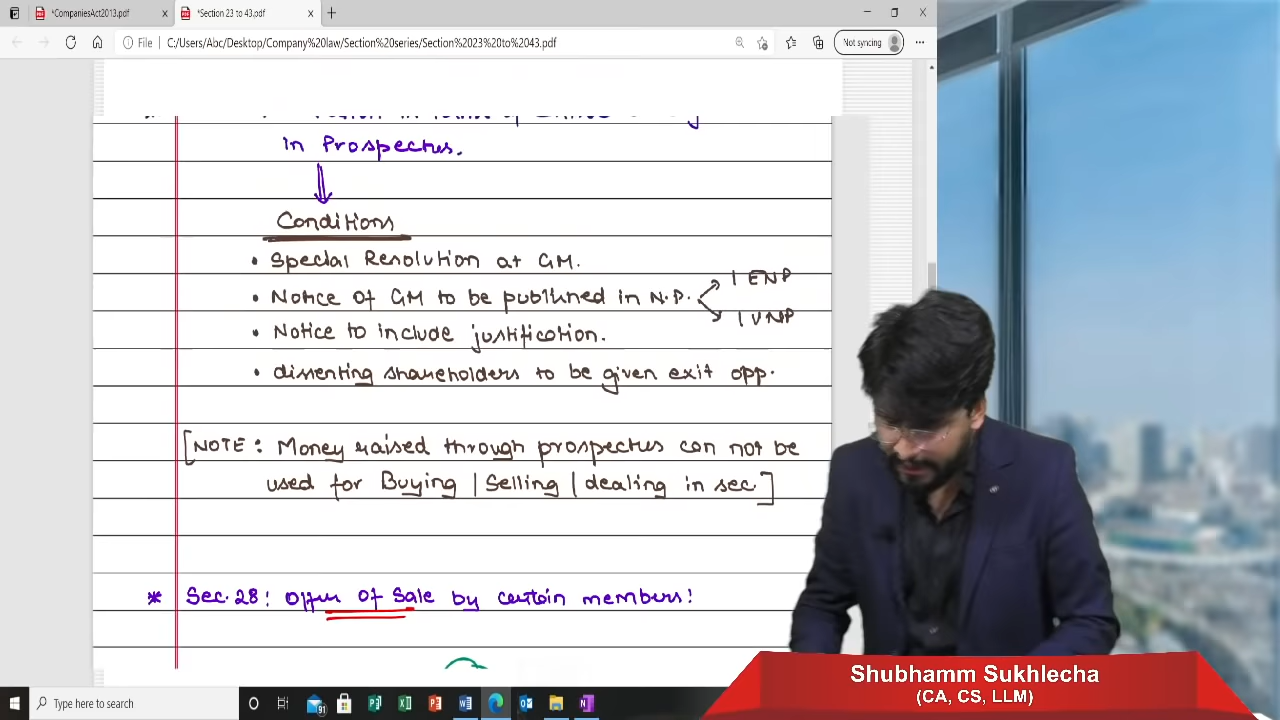 *CompaniesAct2013.pdf
*Section 23 to 43.pdf
File
C:/Users/Abc/Desktop/Company%20law/Section%20series/Section%2023%20to%2043.pdf
Not syncing
in Prospectus.
Conditions
• Special Resolution at GM.
• Notice of GM to be published in N.P.
1 ENP
1 VNP
• Notice to include justification.
• dissenting shareholders to be given exit opp.
[NOTE: Money raised through prospectus can not be
used for Buying | Selling | dealing in sec]
* Sec.28: Offer of Sale by certain members!
Type here to search
Shubhamm Sukhlecha
(CA, CS, LLM)